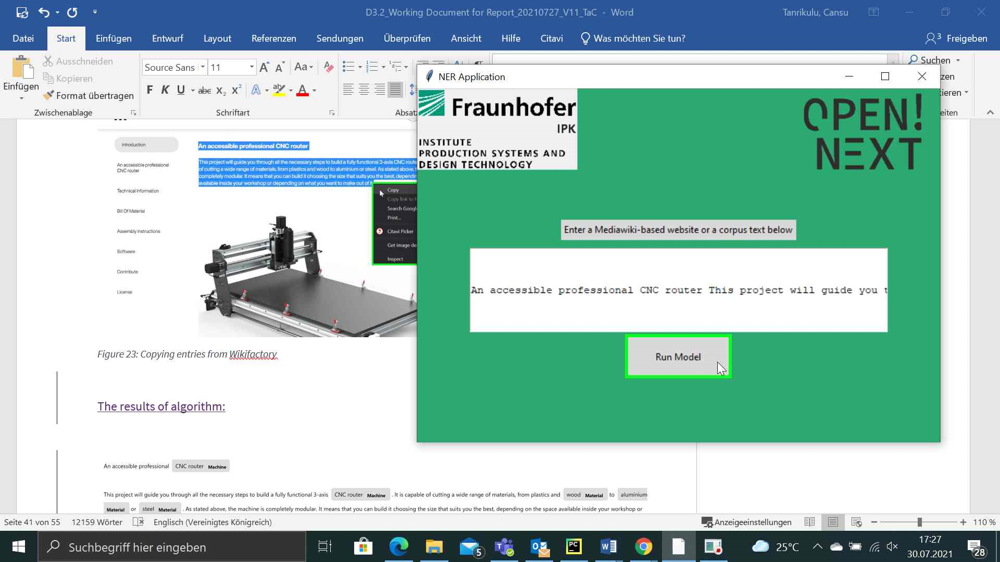 D3.2_Working Document for Report_20210727_V11_TaC - Word
Tanrikulu, Cansu
Datei Start Einfügen Entwurf Layout Referenzen Sendungen Überprüfen Ansicht Hilfe Citavi Was möchten Sie tun? 3 Freigeben
Einfügen
Ausschneiden
Kopieren
Format übertragen
Zwischenablage
Source Sans 11 A A Aa
F K U abc X2 X2 A ab A
Schriftart
Absatz
Suchen
zen
kieren
eiten
NER Application
Fraunhofer
IPK
INSTITUTE
PRODUCTION SYSTEMS AND
DESIGN TECHNOLOGY
OPEN!
NEXT
Enter a Mediawiki-based website or a corpus text below
An accessible professional CNC router This project will guide you t
Run Model
Introduction
An accessible professional
CNC router
Technical Information
Bill Of Material
Assembly Instructions
Software
Contribute
License
An accessible professional CNC router
This project will guide you through all the necessary steps to build a fully functional 3-axis CNC route
of cutting a wide range of materials, from plastics and wood to aluminium or steel. As stated above, t
completely modular. It means that you can build it choosing the size that suits you the best, dependin
available inside your workshop or depending on what you want to make out of it
Copy
Copy link to h
Search Googl
Print...
Citavi Picker
Get image de
Inspect
Figure 23: Copying entries from Wikifactory
The results of algorithm:
An accessible professional CNC router Machine
This project will guide you through all the necessary steps to build a fully functional 3-axis CNC router Machine . It is capable of cutting a wide range of materials, from plastics and wood Material to aluminium
Material or steel Material . As stated above, the machine is completely modular. It means that you can build it choosing the size that suits you the best, depending on the space available inside your workshop or
Seite 41 von 55 12159 Wörter Englisch (Vereinigtes Königreich) Anzeigeeinstellungen 110 %
Suchbegriff hier eingeben
5
PC
25°C
17:27
30.07.2021
28